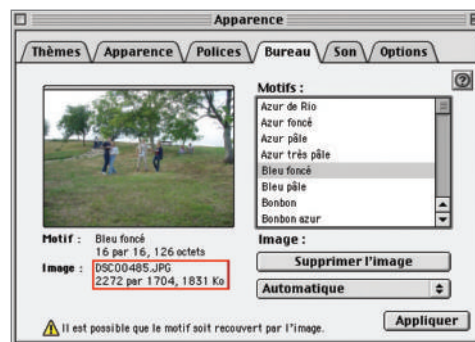 Apparence
Thèmes Apparence Polices Bureau Son Options
Motifs :
Azur de Rio
Azur foncé
Azur pâle
Azur très pâle
Bleu foncé
Bleu pâle
Bonbon
Bonbon azur
Motif : Bleu foncé
16 par 16, 126 octets
Image : DSC00485.JPG
2272 par 1704, 1831 Ko
Image :
Supprimer l'image
Automatique
Il est possible que le motif soit recouvert par l'image.
Appliquer